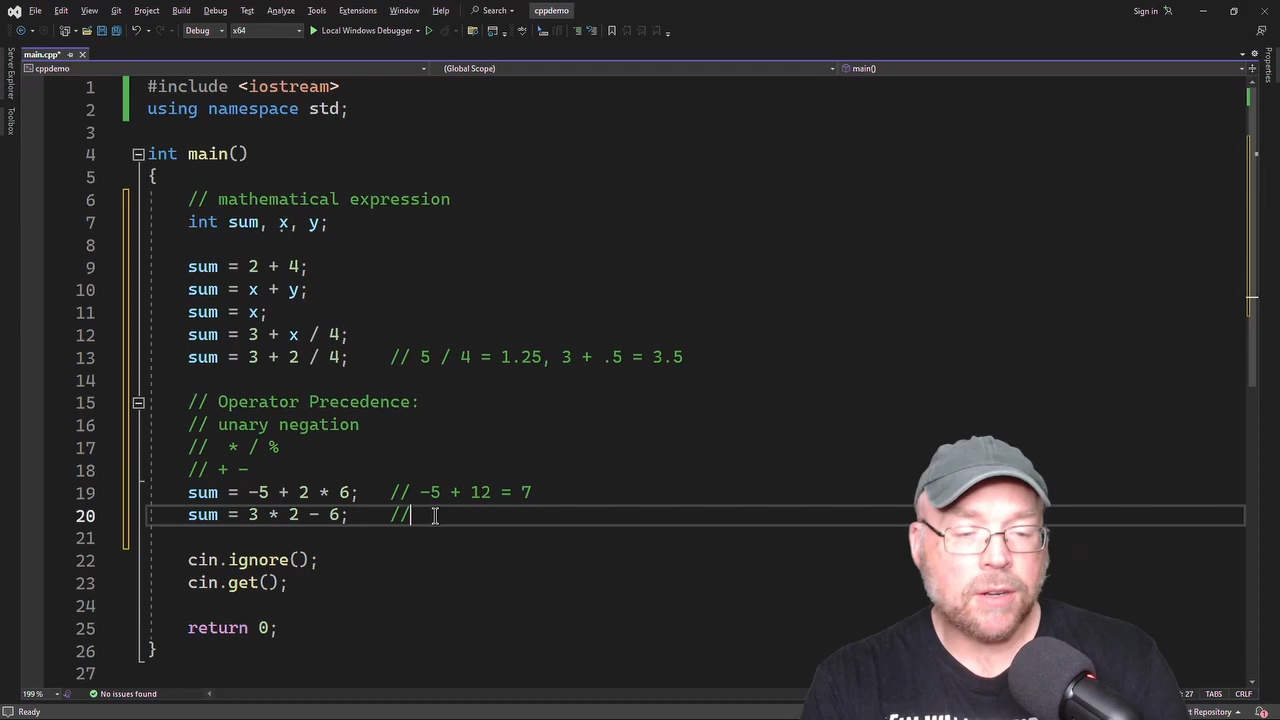 File Edit View Git Project Build Debug Test Analyze Tools Extensions Window Help Search cppdemo Sign in
Debug x64 Local Windows Debugger
main.cpp*
cppdemo (Global Scope) main()
Server Explorer
Toolbox
Properties
1 #include <iostream>
2 using namespace std;
3
4 int main()
5 {
6 // mathematical expression
7 int sum, x, y;
8
9 sum = 2 + 4;
10 sum = x + y;
11 sum = x;
12 sum = 3 + x / 4;
13 sum = 3 + 2 / 4; // 5 / 4 = 1.25, 3 + .5 = 3.5
14
15 // Operator Precedence:
16 // unary negation
17 // * / %
18 // + -
19 sum = -5 + 2 * 6; // -5 + 12 = 7
20 sum = 3 * 2 - 6; //
21
22 cin.ignore();
23 cin.get();
24
25 return 0;
26 }
27
199 % No issues found : 27 TABS CRLF
Ready Repository